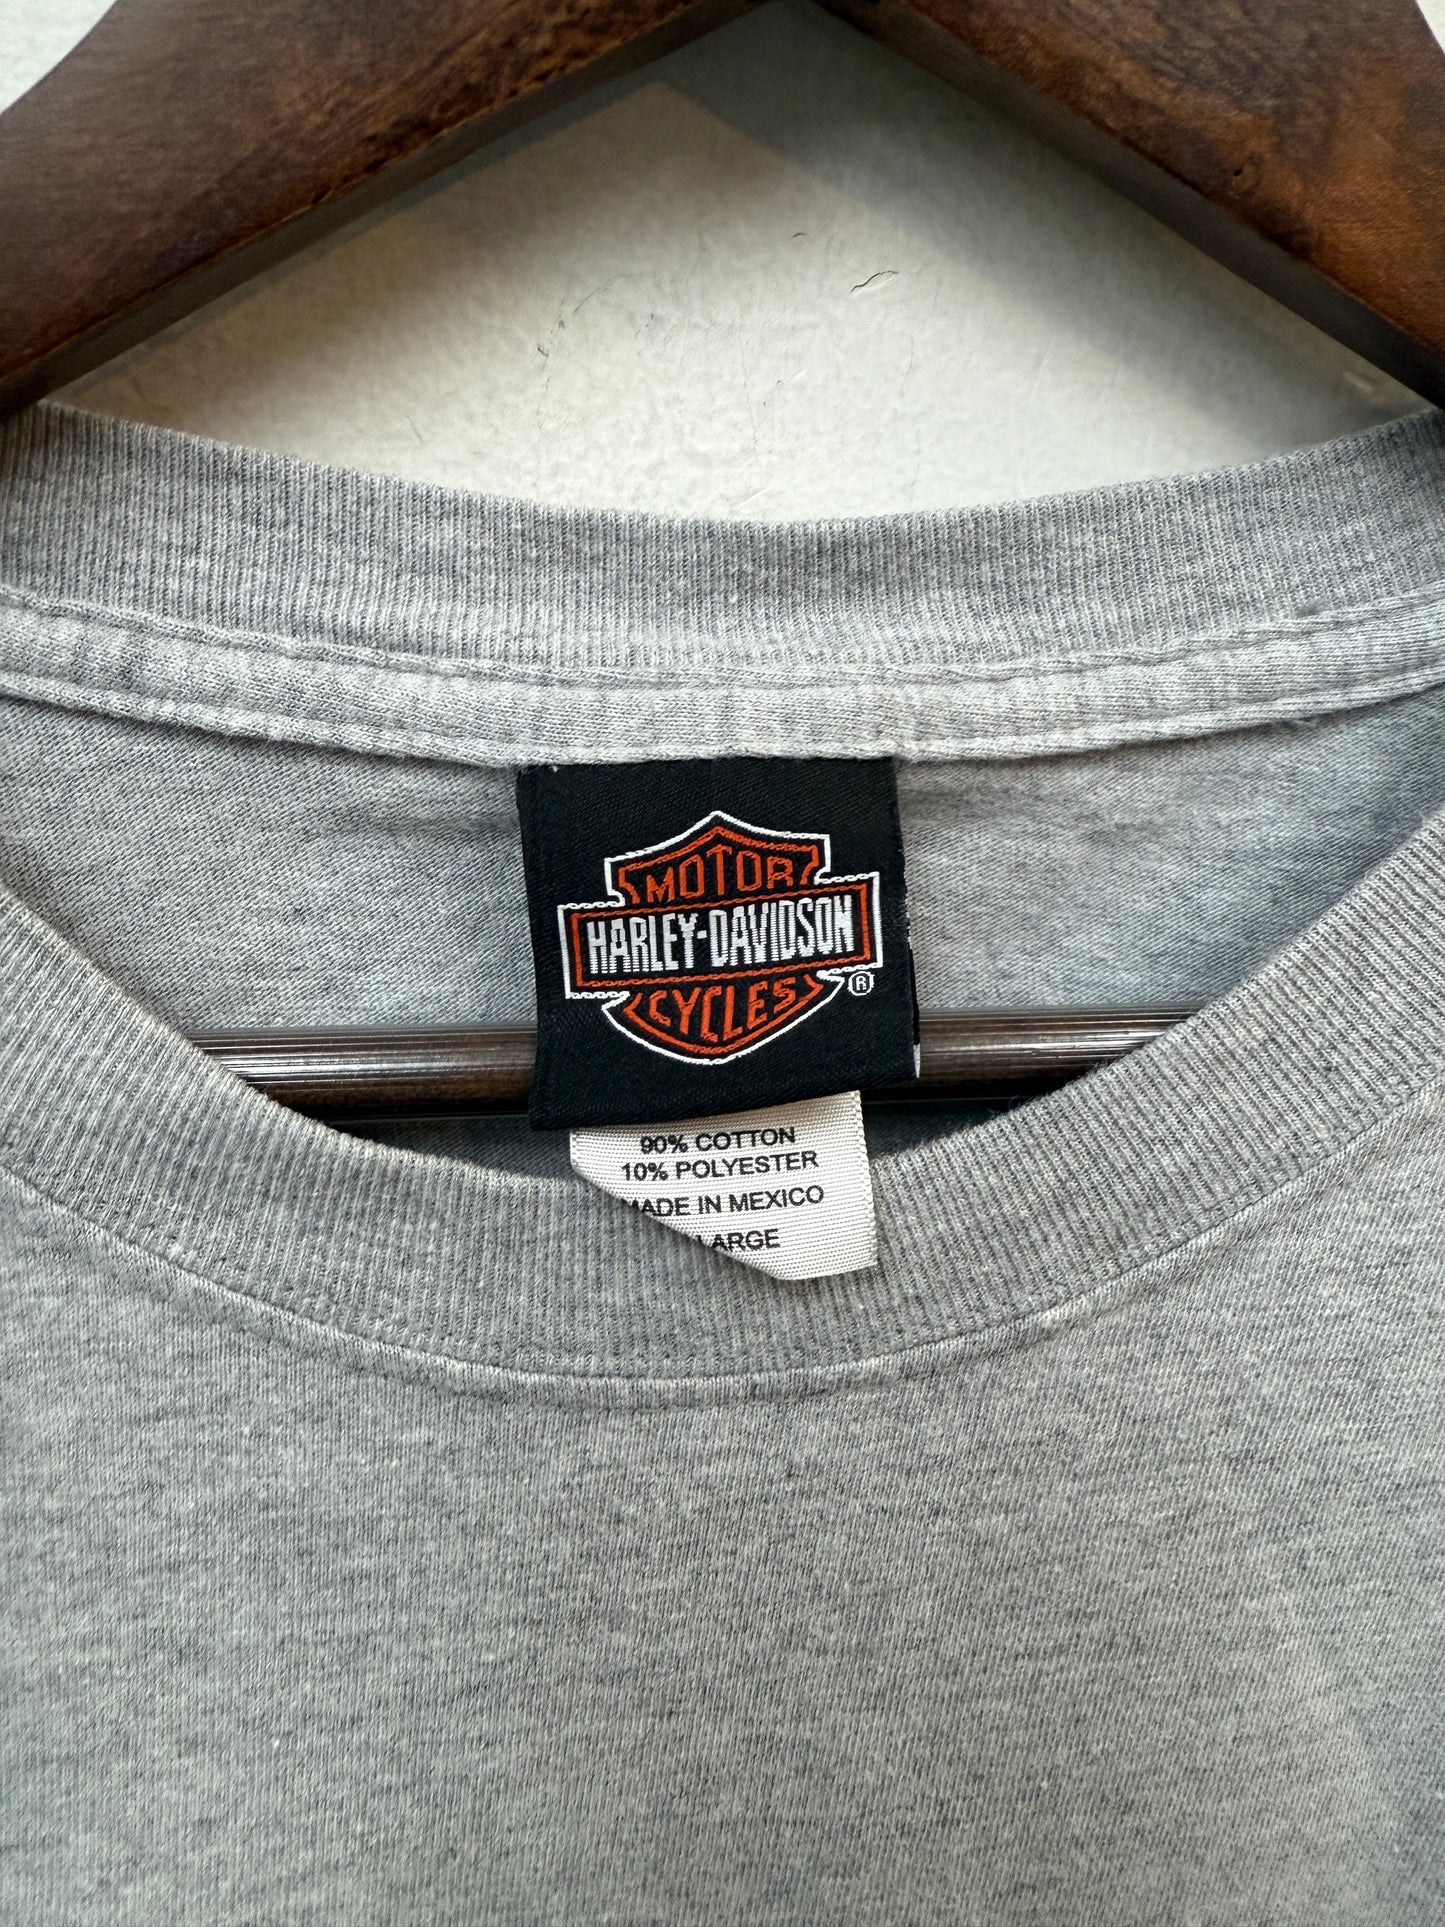 MOTOR
HARLEY-DAVIDSON
CYCLES ®
90% COTTON
10% POLYESTER
MADE IN MEXICO
LARGE